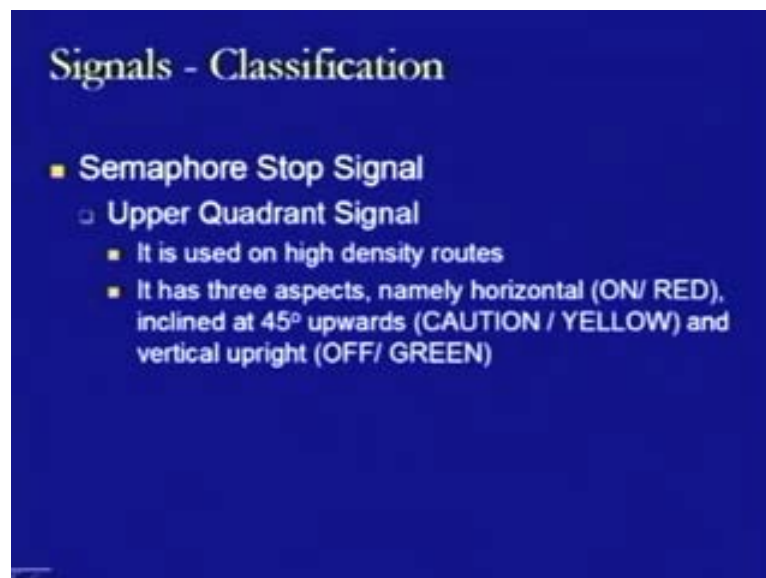 Signals - Classification
Semaphore Stop Signal
Upper Quadrant Signal
It is used on high density routes
It has three aspects, namely horizontal (ON/ RED),
inclined at 45º upwards (CAUTION / YELLOW) and
vertical upright (OFF/ GREEN)